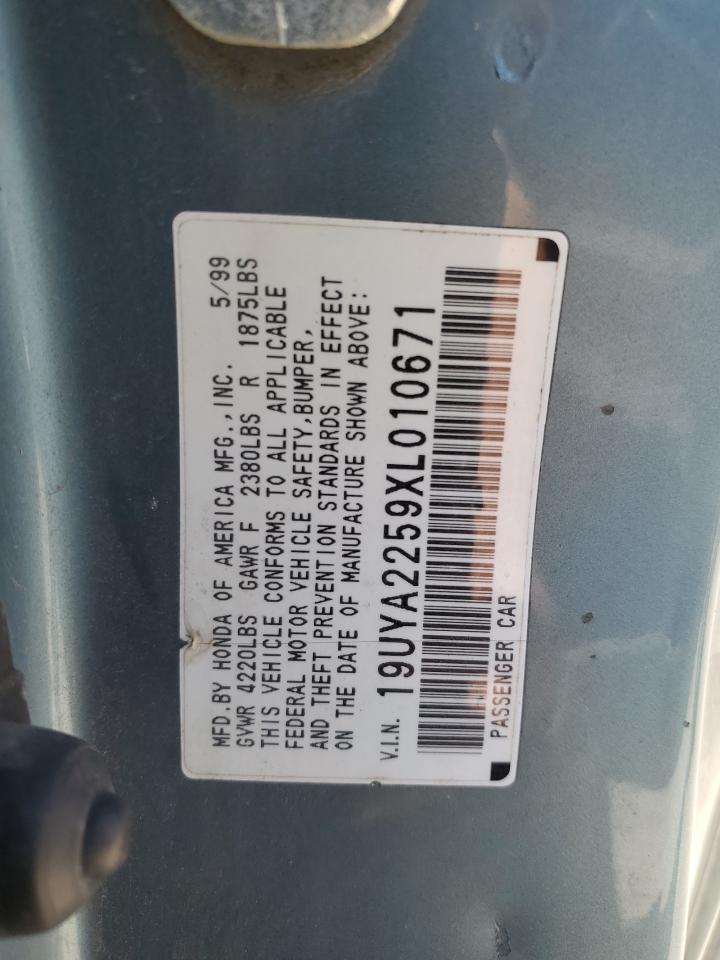 MFD. BY HONDA OF AMERICA MFG., INC. 5/99
GVWR 4220LBS GAWR F 2380LBS R 1875LBS
THIS VEHICLE CONFORMS TO ALL APPLICABLE
FEDERAL MOTOR VEHICLE SAFETY, BUMPER,
AND THEFT PREVENTION STANDARDS IN EFFECT
ON THE DATE OF MANUFACTURE SHOWN ABOVE:
V.I.N. 19UYA2259XL010671
PASSENGER CAR